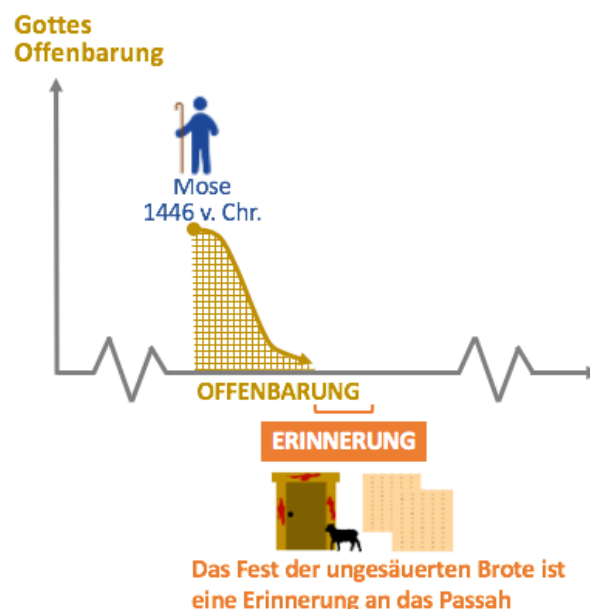 Gottes
Offenbarung
Mose
1446 v. Chr.
OFFENBARUNG
ERINNERUNG
Das Fest der ungesäuerten Brote ist
eine Erinnerung an das Passah